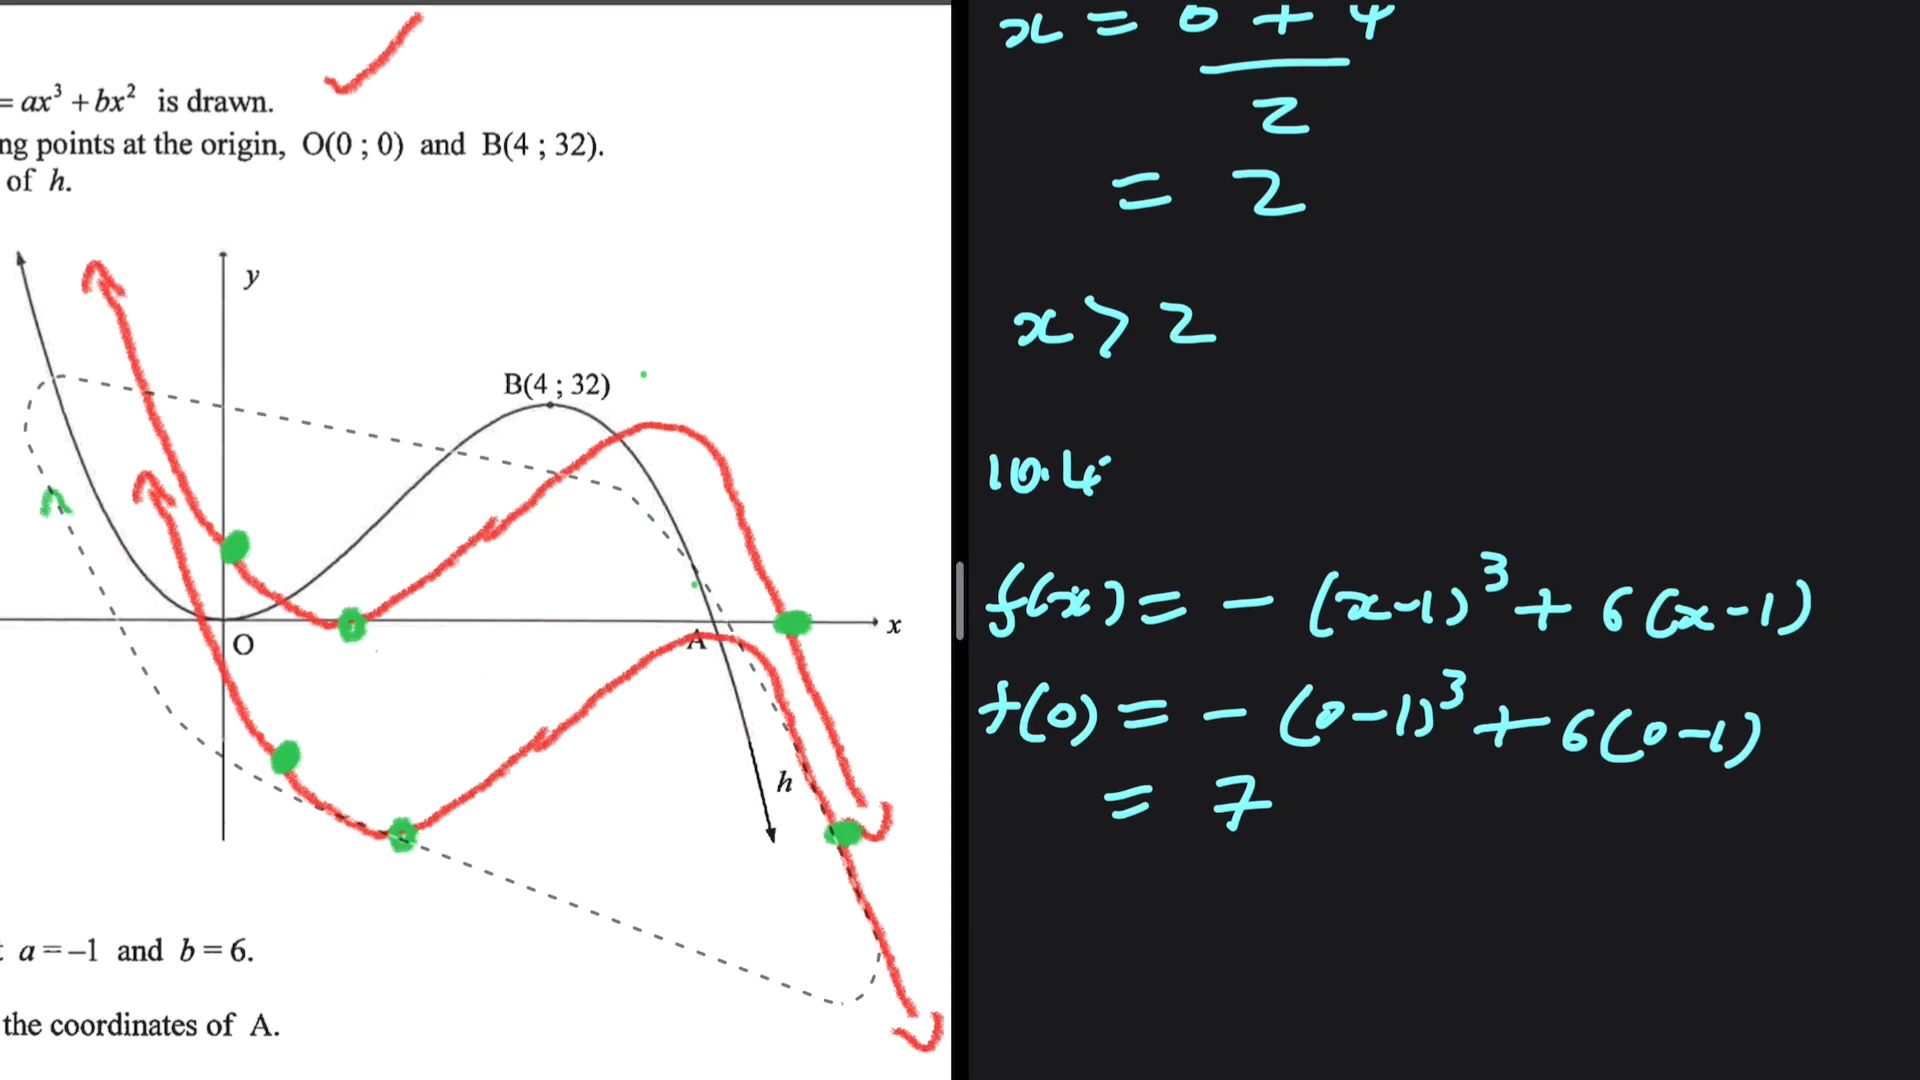 = ax³ + bx² is drawn.
ng points at the origin, O(0 ; 0) and B(4 ; 32).
of h.
y
B(4 ; 32)
O
A
x
h
a = –1 and b = 6.
the coordinates of A.
x = 0 + 4
2
= 2
x > 2
10.4
f(x) = - (x-1)³ + 6(x-1)
f(0) = - (0-1)³ + 6(0-1)
= 7